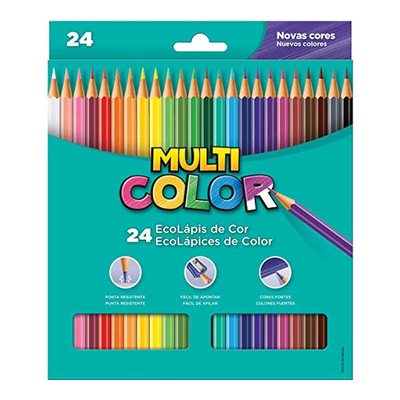 24
Novas cores
Nuevos colores
MULTI
COLOR
24 EcoLápis de Cor
EcoLápices de Color
PONTA RESISTENTE
PUNTA RESISTENTE
FÁCIL DE APONTAR
FÁCIL DE AFILAR
CORES FORTES
COLORES FUERTES